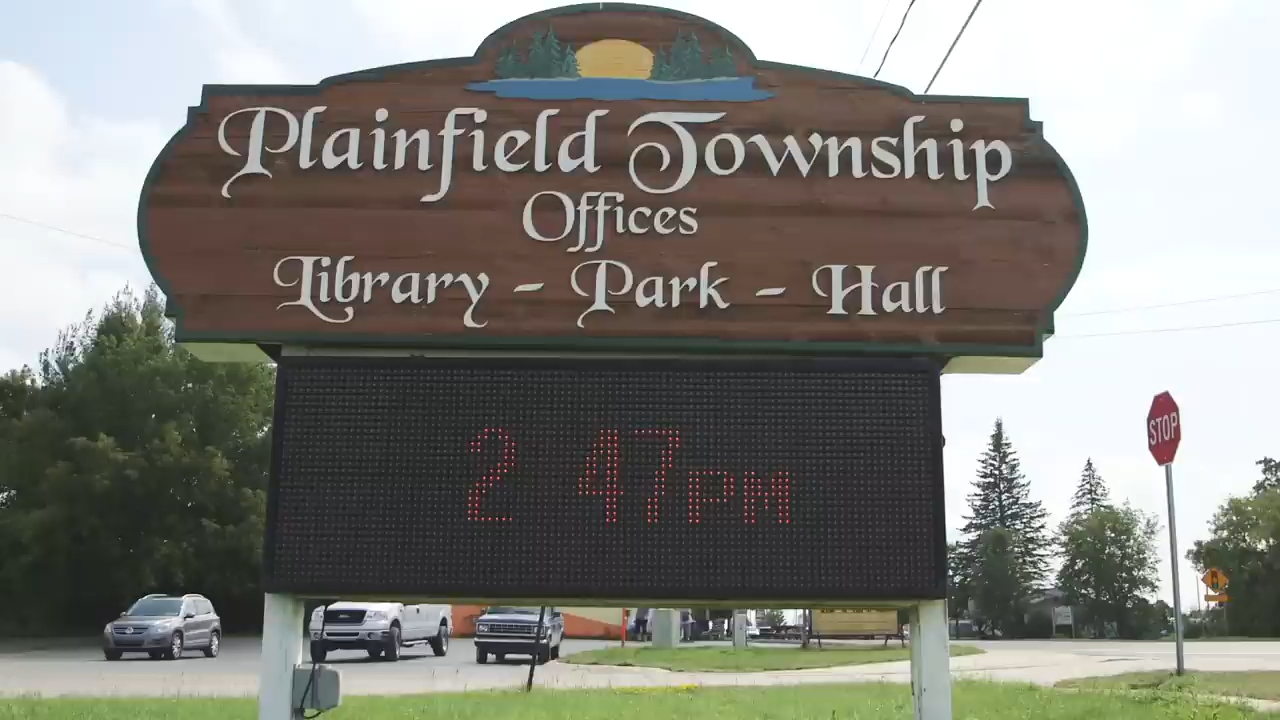 Plainfield Township
Offices
Library - Park - Hall
2 47PM
STOP